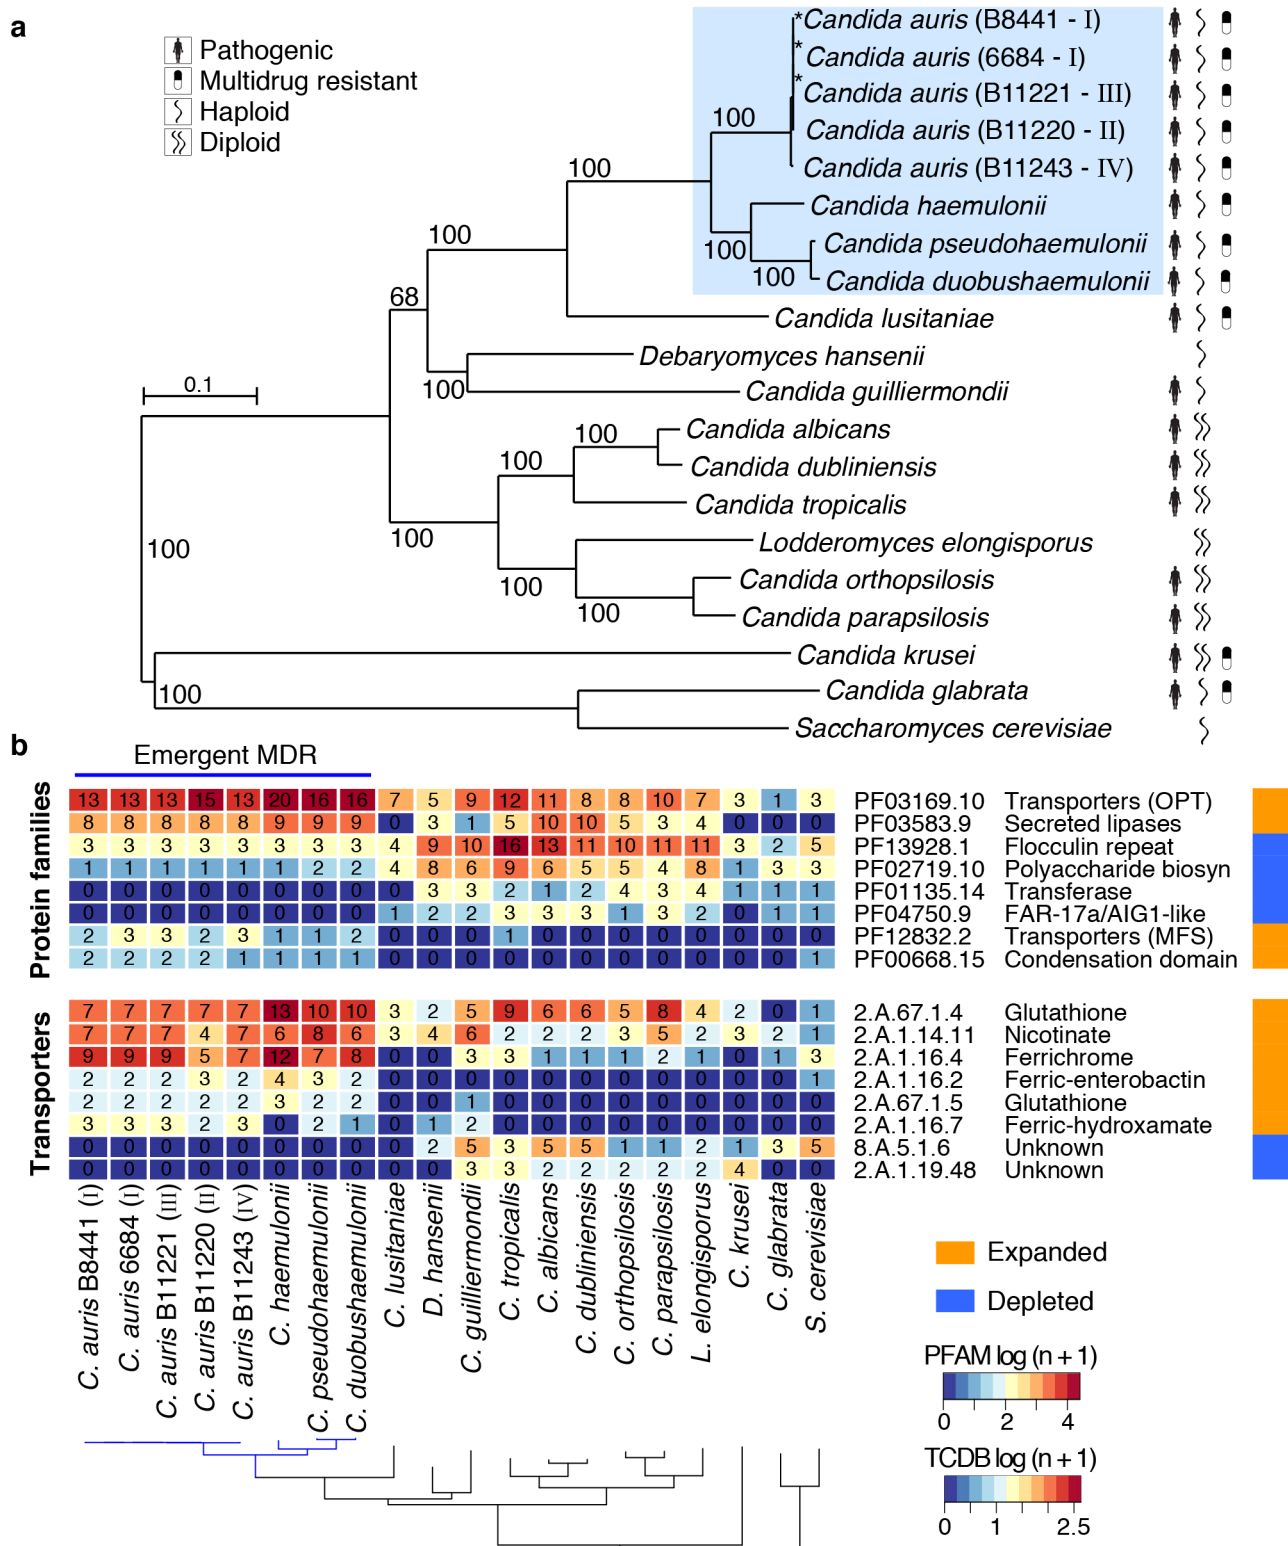 a
Pathogenic
Multidrug resistant
Haploid
Diploid
*Candida auris (B8441 - I)
*Candida auris (6684 - I)
*Candida auris (B11221 - III)
Candida auris (B11220 - II)
Candida auris (B11243 - IV)
Candida haemulonii
Candida pseudohaemulonii
Candida duobushaemulonii
Candida lusitaniae
Debaryomyces hansenii
Candida guilliermondii
Candida albicans
Candida dubliniensis
Candida tropicalis
Lodderomyces elongisporus
Candida orthopsilosis
Candida parapsilosis
Candida krusei
Candida glabrata
Saccharomyces cerevisiae
100
100
100
100
100
68
100
0.1
100
100
100
100
100
100
100
b
Emergent MDR
Protein families
13 13 13 15 13 20 16 16 7 5 9 12 11 8 8 10 7 3 1 3 PF03169.10 Transporters (OPT)
8 8 8 8 8 9 9 9 0 3 1 5 10 10 5 3 4 0 0 0 PF03583.9 Secreted lipases
3 3 3 3 3 3 3 3 4 9 10 16 13 11 10 11 11 3 2 5 PF13928.1 Flocculin repeat
1 1 1 1 1 1 2 2 4 8 6 9 6 5 5 4 8 1 3 3 PF02719.10 Polyaccharide biosyn
0 0 0 0 0 0 0 0 0 3 3 2 1 2 4 3 4 1 1 1 PF01135.14 Transferase
0 0 0 0 0 0 0 0 1 2 2 3 3 3 1 3 2 0 1 1 PF04750.9 FAR-17a/AIG1-like
2 3 3 2 3 1 1 2 0 0 0 1 0 0 0 0 0 0 0 0 PF12832.2 Transporters (MFS)
2 2 2 2 1 1 1 1 0 0 0 0 0 0 0 0 0 0 0 1 PF00668.15 Condensation domain
Transporters
7 7 7 7 7 13 10 10 3 2 5 9 6 6 5 8 4 2 0 1 2.A.67.1.4 Glutathione
7 7 7 4 7 6 8 6 3 4 6 2 2 2 3 5 2 3 2 1 2.A.1.14.11 Nicotinate
9 9 9 5 7 12 7 8 0 0 3 3 1 1 1 2 1 0 1 3 2.A.1.16.4 Ferrichrome
2 2 2 3 2 4 3 2 0 0 0 0 0 0 0 0 0 0 0 1 2.A.1.16.2 Ferric-enterobactin
2 2 2 2 2 3 2 2 0 0 1 0 0 0 0 0 0 0 0 0 2.A.67.1.5 Glutathione
3 3 3 2 3 0 2 1 0 1 2 0 0 0 0 0 0 0 0 0 2.A.1.16.7 Ferric-hydroxamate
0 0 0 0 0 0 0 0 0 2 5 3 5 5 1 1 2 1 3 5 8.A.5.1.6 Unknown
0 0 0 0 0 0 0 0 0 0 3 3 2 2 2 2 2 4 0 0 2.A.1.19.48 Unknown
C. auris B8441 (I)
C. auris 6684 (I)
C. auris B11221 (III)
C. auris B11220 (II)
C. auris B11243 (IV)
C. haemulonii
C. pseudohaemulonii
C. duobushaemulonii
C. lusitaniae
D. hansenii
C. guilliermondii
C. tropicalis
C. albicans
C. dubliniensis
C. orthopsilosis
C. parapsilosis
L. elongisporus
C. krusei
C. glabrata
S. cerevisiae
Expanded
Depleted
PFAM log (n + 1)
0 2 4
TCDB log (n + 1)
0 1 2.5